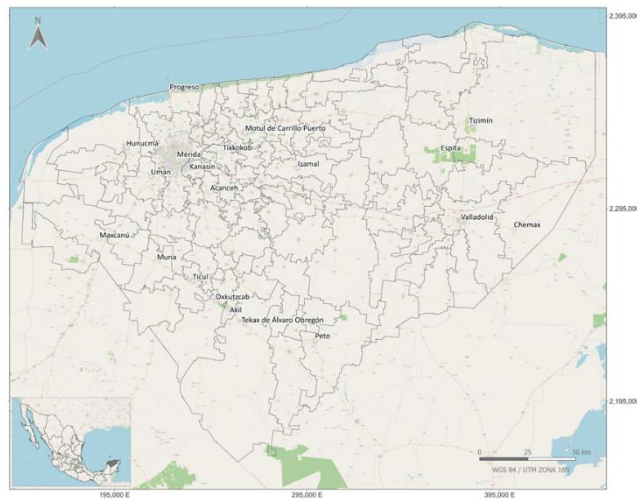 N
2,395,000
Progreso
Motul de Carrillo Puerto
Tizimín
Hunucmá
Tixkokob
Espita
Mérida
Kanasín
Izamal
Umán
Acanceh
2,295,000
Valladolid
Chemax
Maxcanú
Muna
Ticul
Oxkutzcab
Akil
Tekax de Álvaro Obregón
Peto
2,195,000
0 25 50 km
WGS 84 / UTM ZONA 16N
195,000 E 295,000 E 395,000 E